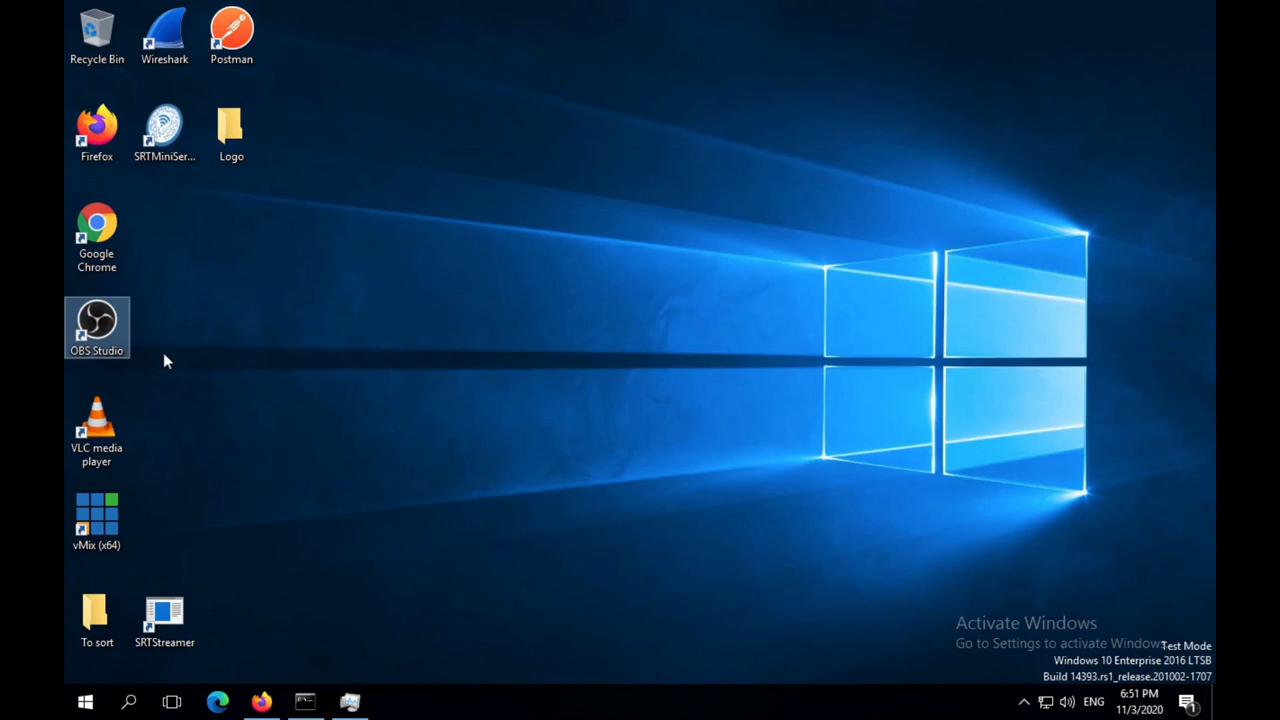 Recycle Bin
Wireshark
Postman
Firefox
SRTMiniSer...
Logo
Google
Chrome
OBS Studio
VLC media
player
vMix (x64)
To sort
SRTStreamer
Activate Windows
Go to Settings to activate Windows.
Test Mode
Windows 10 Enterprise 2016 LTSB
Build 14393.rs1_release.201002-1707
ENG
6:51 PM
11/3/2020
1